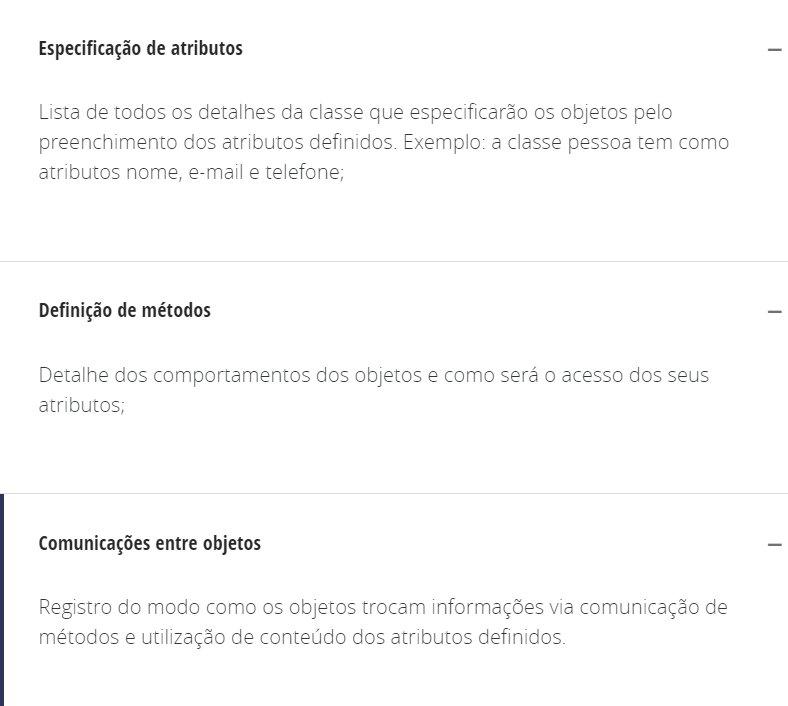 Especificação de atributos
Lista de todos os detalhes da classe que especificarão os objetos pelo
preenchimento dos atributos definidos. Exemplo: a classe pessoa tem como
atributos nome, e-mail e telefone;
Definição de métodos
Detalhe dos comportamentos dos objetos e como será o acesso dos seus
atributos;
Comunicações entre objetos
Registro do modo como os objetos trocam informações via comunicação de
métodos e utilização de conteúdo dos atributos definidos.